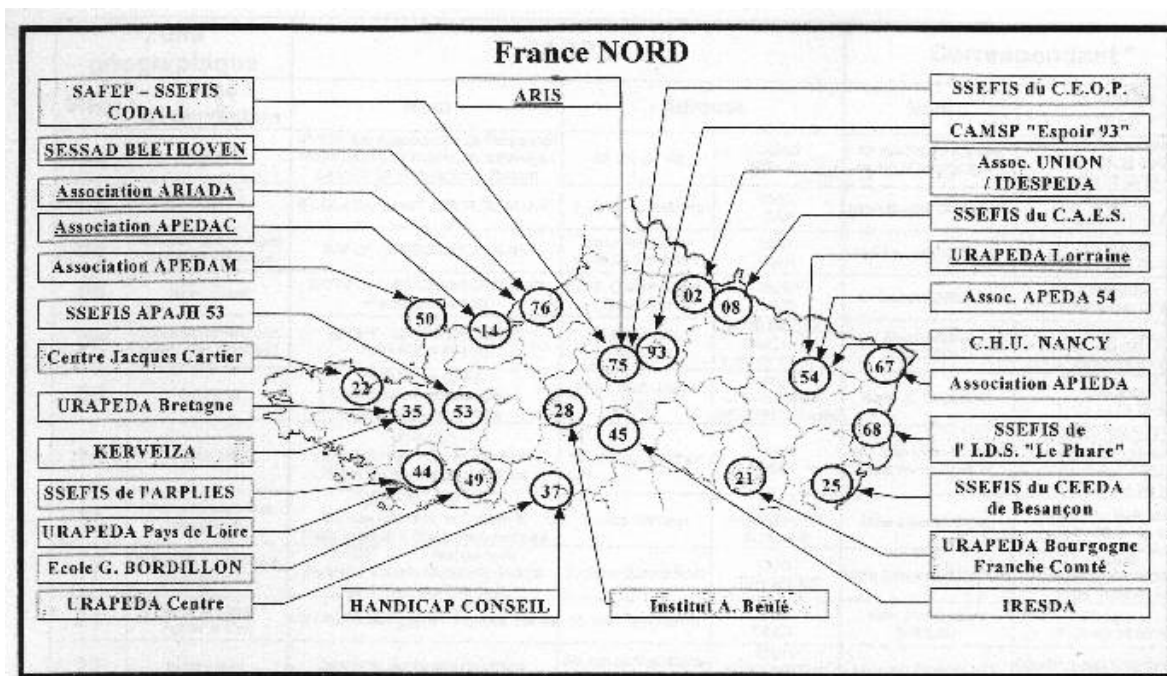 France NORD
SAFEP – SSEFIS
CODALI
SESSAD BEETHOVEN
Association ARIADA
Association APEDAC
Association APEDAM
SSEFIS APAJH 53
Centre Jacques Cartier
URAPEDA Bretagne
KERVEIZA
SSEFIS de l'ARPLIES
URAPEDA Pays de Loire
Ecole G. BORDILLON
URAPEDA Centre
ARIS
HANDICAP CONSEIL
Institut A. Beulé
SSEFIS du C.E.O.P.
CAMSP "Espoir 93"
Assoc. UNION
/ IDESPEDA
SSEFIS du C.A.E.S.
URAPEDA Lorraine
Assoc. APEDA 54
C.H.U. NANCY
Association APIEDA
SSEFIS de
l' I.D.S. "Le Phare"
SSEFIS du CEEDA
de Besançon
URAPEDA Bourgogne
Franche Comté
IRESDA
50
14
76
02
08
75
93
54
67
22
35
53
28
45
68
44
49
37
21
25